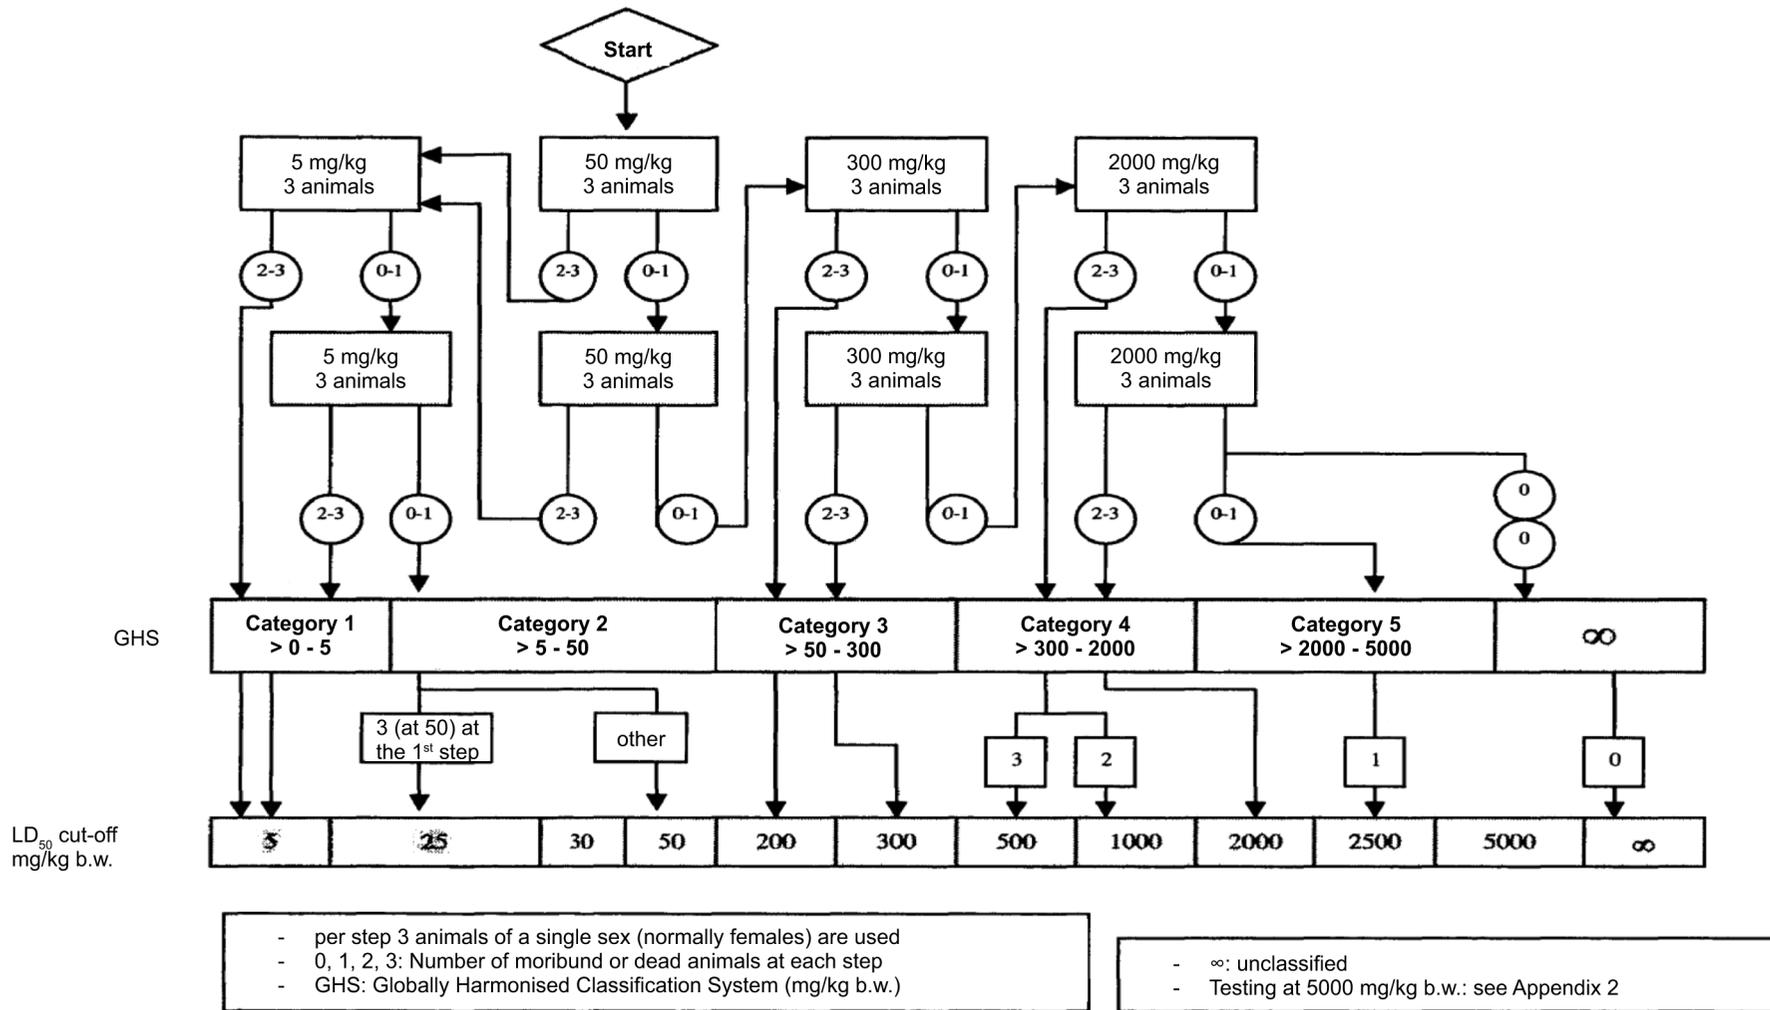 Start
5 mg/kg
3 animals
50 mg/kg
3 animals
300 mg/kg
3 animals
2000 mg/kg
3 animals
2-3
0-1
2-3
0-1
2-3
0-1
2-3
0-1
5 mg/kg
3 animals
50 mg/kg
3 animals
300 mg/kg
3 animals
2000 mg/kg
3 animals
2-3
0-1
2-3
0-1
2-3
0-1
2-3
0-1
0
0
GHS
Category 1
> 0 - 5
Category 2
> 5 - 50
Category 3
> 50 - 300
Category 4
> 300 - 2000
Category 5
> 2000 - 5000
∞
3 (at 50) at
the 1st step
other
3
2
1
0
LD50 cut-off
mg/kg b.w.
5
25
30
50
200
300
500
1000
2000
2500
5000
∞
- per step 3 animals of a single sex (normally females) are used
- 0, 1, 2, 3: Number of moribund or dead animals at each step
- GHS: Globally Harmonised Classification System (mg/kg b.w.)
- ∞: unclassified
- Testing at 5000 mg/kg b.w.: see Appendix 2